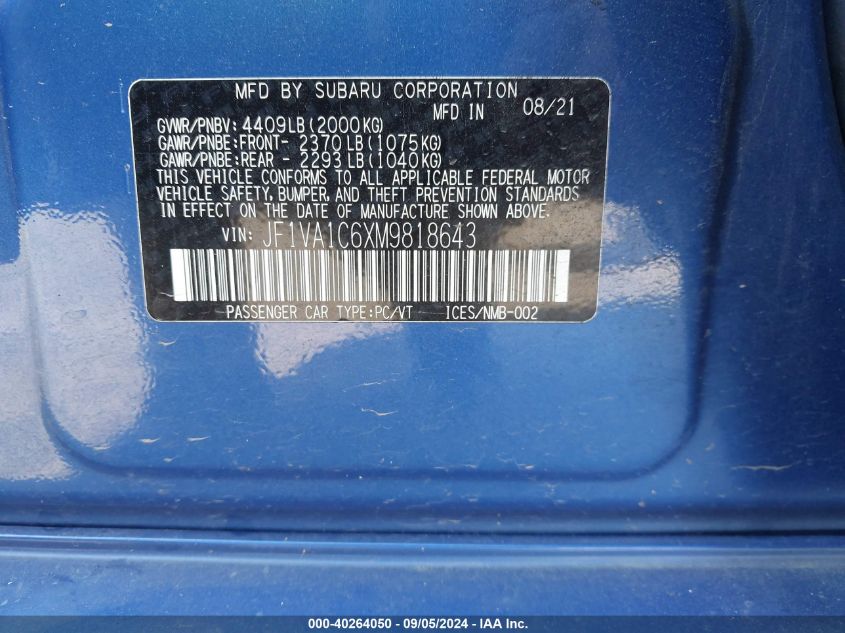 MFD BY SUBARU CORPORATION
MFD IN 08/21
GVWR/PNBV: 4409LB(2000KG)
GAWR/PNBE:FRONT- 2370LB(1075KG)
GAWR/PNBE:REAR - 2293LB(1040KG)
THIS VEHICLE CONFORMS TO ALL APPLICABLE FEDERAL MOTOR
VEHICLE SAFETY, BUMPER, AND THEFT PREVENTION STANDARDS
IN EFFECT ON THE DATE OF MANUFACTURE SHOWN ABOVE.
VIN: JF1VA1C6XM9818643
PASSENGER CAR TYPE:PC/VT ICES/NMB-002
000-40264050 - 09/05/2024 - IAA Inc.